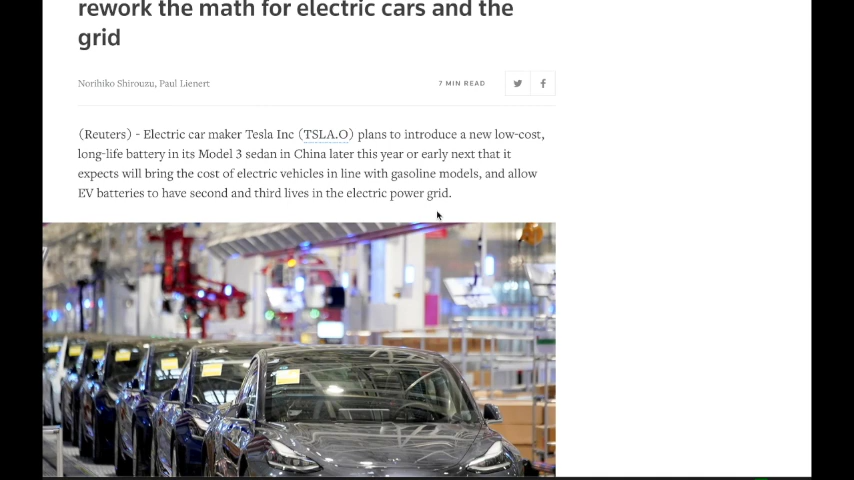 rework the math for electric cars and the
grid
Norihiko Shirouzu, Paul Lienert
7 MIN READ
(Reuters) - Electric car maker Tesla Inc (TSLA.O) plans to introduce a new low-cost,
long-life battery in its Model 3 sedan in China later this year or early next that it
expects will bring the cost of electric vehicles in line with gasoline models, and allow
EV batteries to have second and third lives in the electric power grid.